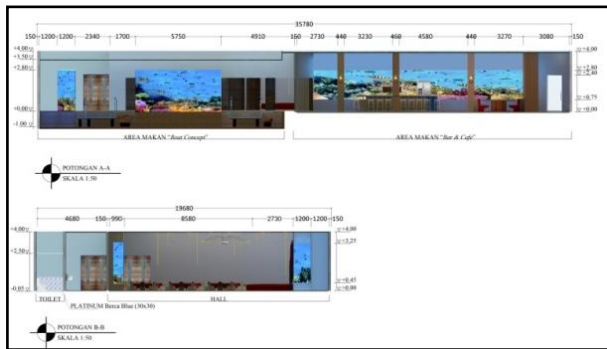 35780
150 1200 1200 2340 1700 5750 4910 160 440 2730 440 3230 460 4580 440 3270 3080 150
+4,00
+3,50
+2,80
+0,00
-1,00
+4,00
+2,80
+2,40
+0,75
+0,00
AREA MAKAN "Boat Concept"
AREA MAKAN "Bar & Cafe"
POTONGAN A-A
SKALA 1:50
19680
4680 150 990 8580 2730 1200 1200 150
+4,00
+2,50
-0,05
+4,00
+3,25
+0,45
+0,00
TOILET
HALL
PLATINUM Berca Blue (30x30)
POTONGAN B-B
SKALA 1:50